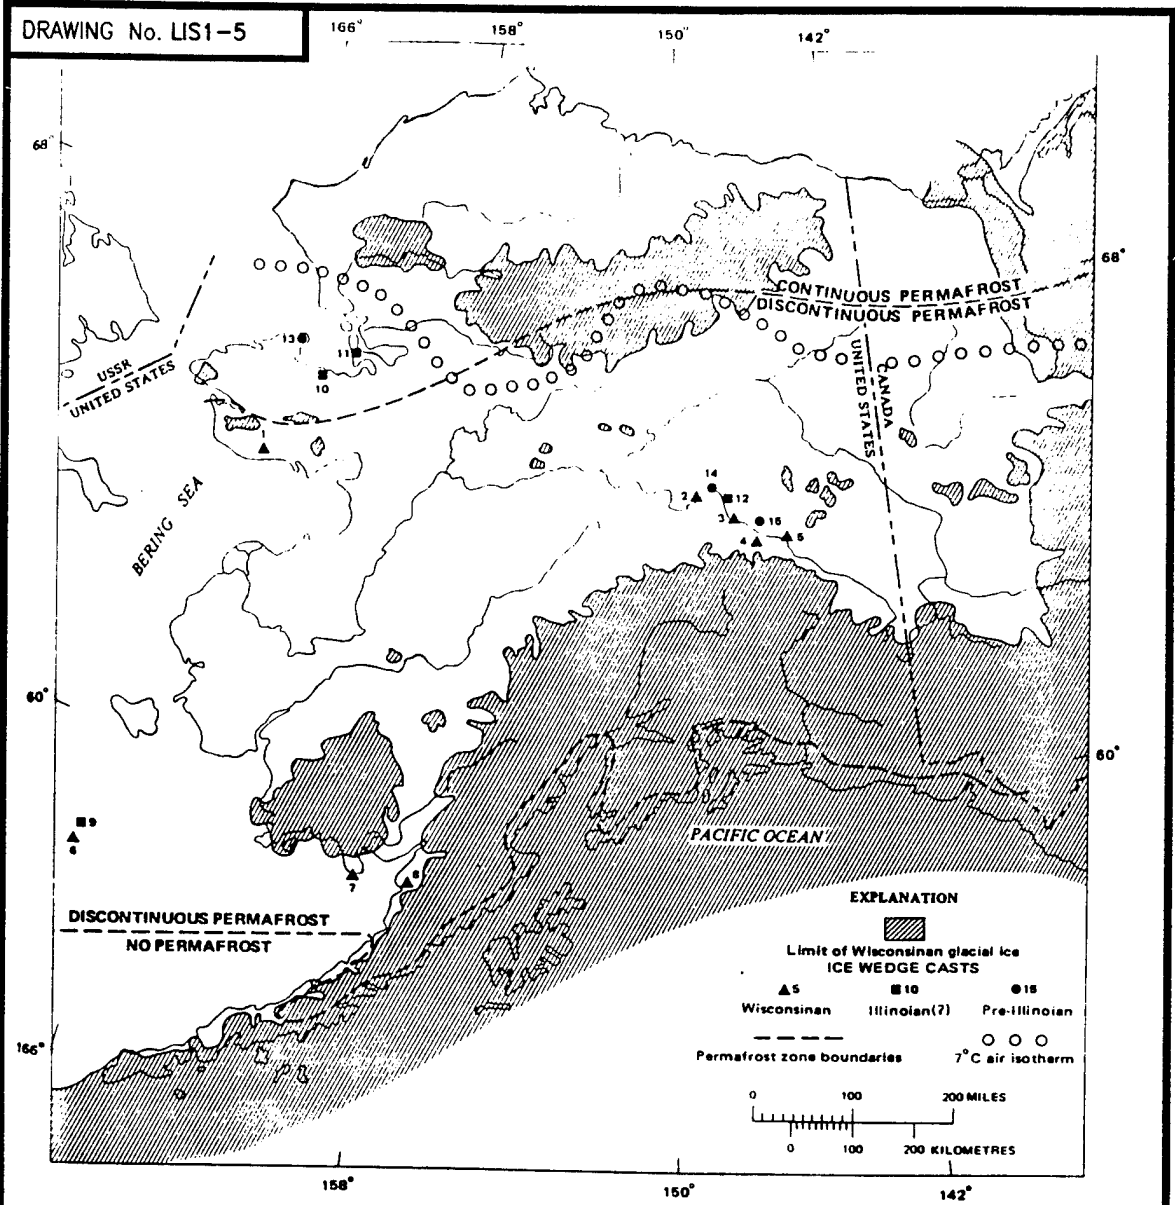 DRAWING No. LIS1-5
166° 158° 150° 142°
68°
68°
CONTINUOUS PERMAFROST
DISCONTINUOUS PERMAFROST
13
11
10
USSR
UNITED STATES
CANADA
UNITED STATES
BERING SEA
14
2
12
3
15
4
5
60°
60°
9
6
7
8
PACIFIC OCEAN
DISCONTINUOUS PERMAFROST
NO PERMAFROST
EXPLANATION
Limit of Wisconsinan glacial ice
ICE WEDGE CASTS
5 10 15
Wisconsinan Illinoian(?) Pre-Illinoian
Permafrost zone boundaries 7°C air isotherm
166°
0 100 200 MILES
0 100 200 KILOMETRES
158° 150° 142°